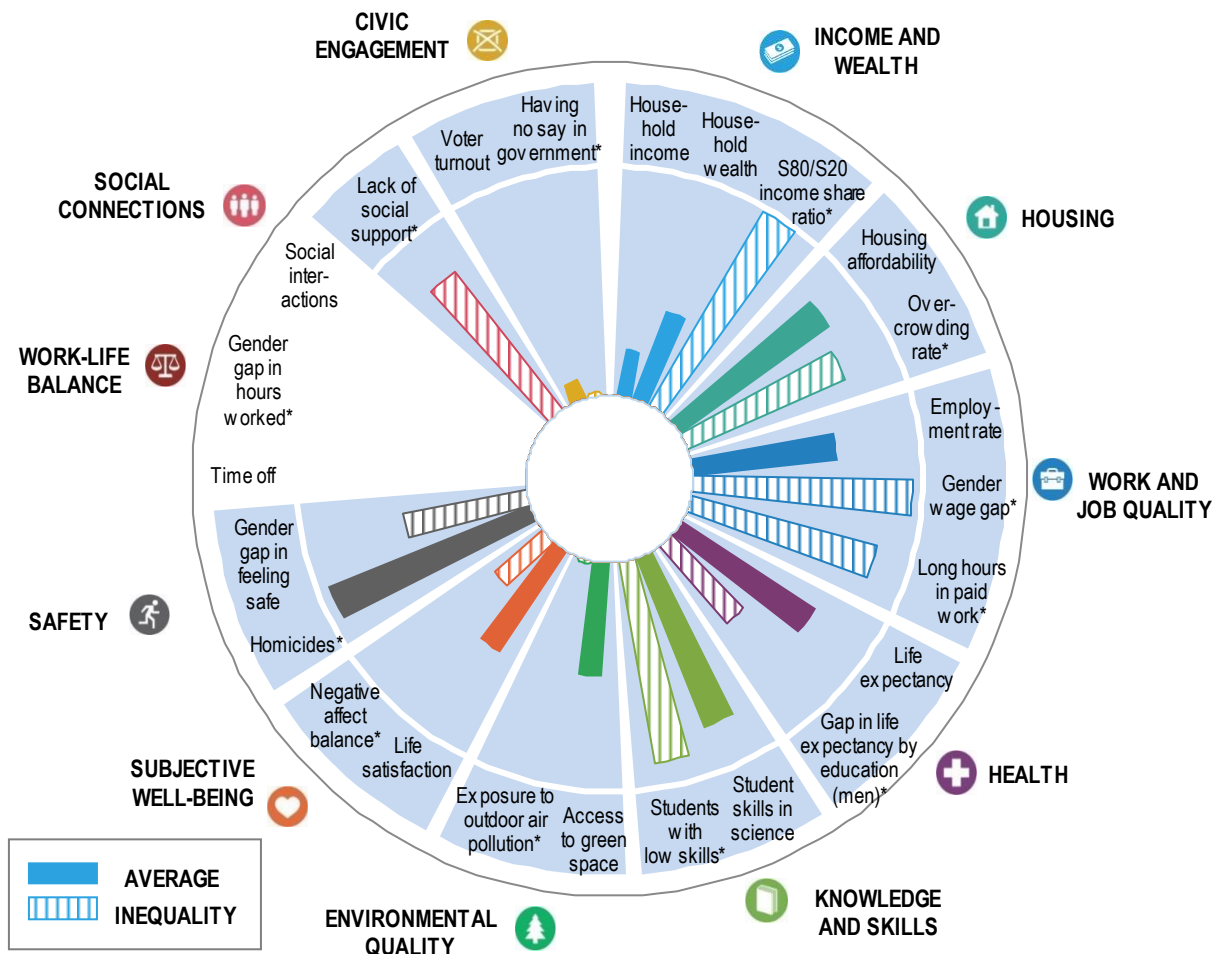 CIVIC
ENGAGEMENT
INCOME AND
WEALTH
Having
no say in
government*
Voter
turnout
House-
hold
income
House-
hold
wealth
S80/S20
income share
ratio*
SOCIAL
CONNECTIONS
Lack of
social
support*
Social
inter-
actions
HOUSING
Housing
affordability
Over-
crowding
rate*
WORK-LIFE
BALANCE
Gender
gap in
hours
worked*
Time off
Employ-
ment rate
Gender
wage gap*
Long hours
in paid
work*
WORK AND
JOB QUALITY
SAFETY
Gender
gap in
feeling
safe
Homicides*
Life
expectancy
Gap in life
expectancy by
education
(men)*
HEALTH
SUBJECTIVE
WELL-BEING
Negative
affect
balance*
Life
satisfaction
Exposure to
outdoor air
pollution*
Access
to green
space
Students
with
low skills*
Student
skills in
science
KNOWLEDGE
AND SKILLS
ENVIRONMENTAL
QUALITY
AVERAGE
INEQUALITY